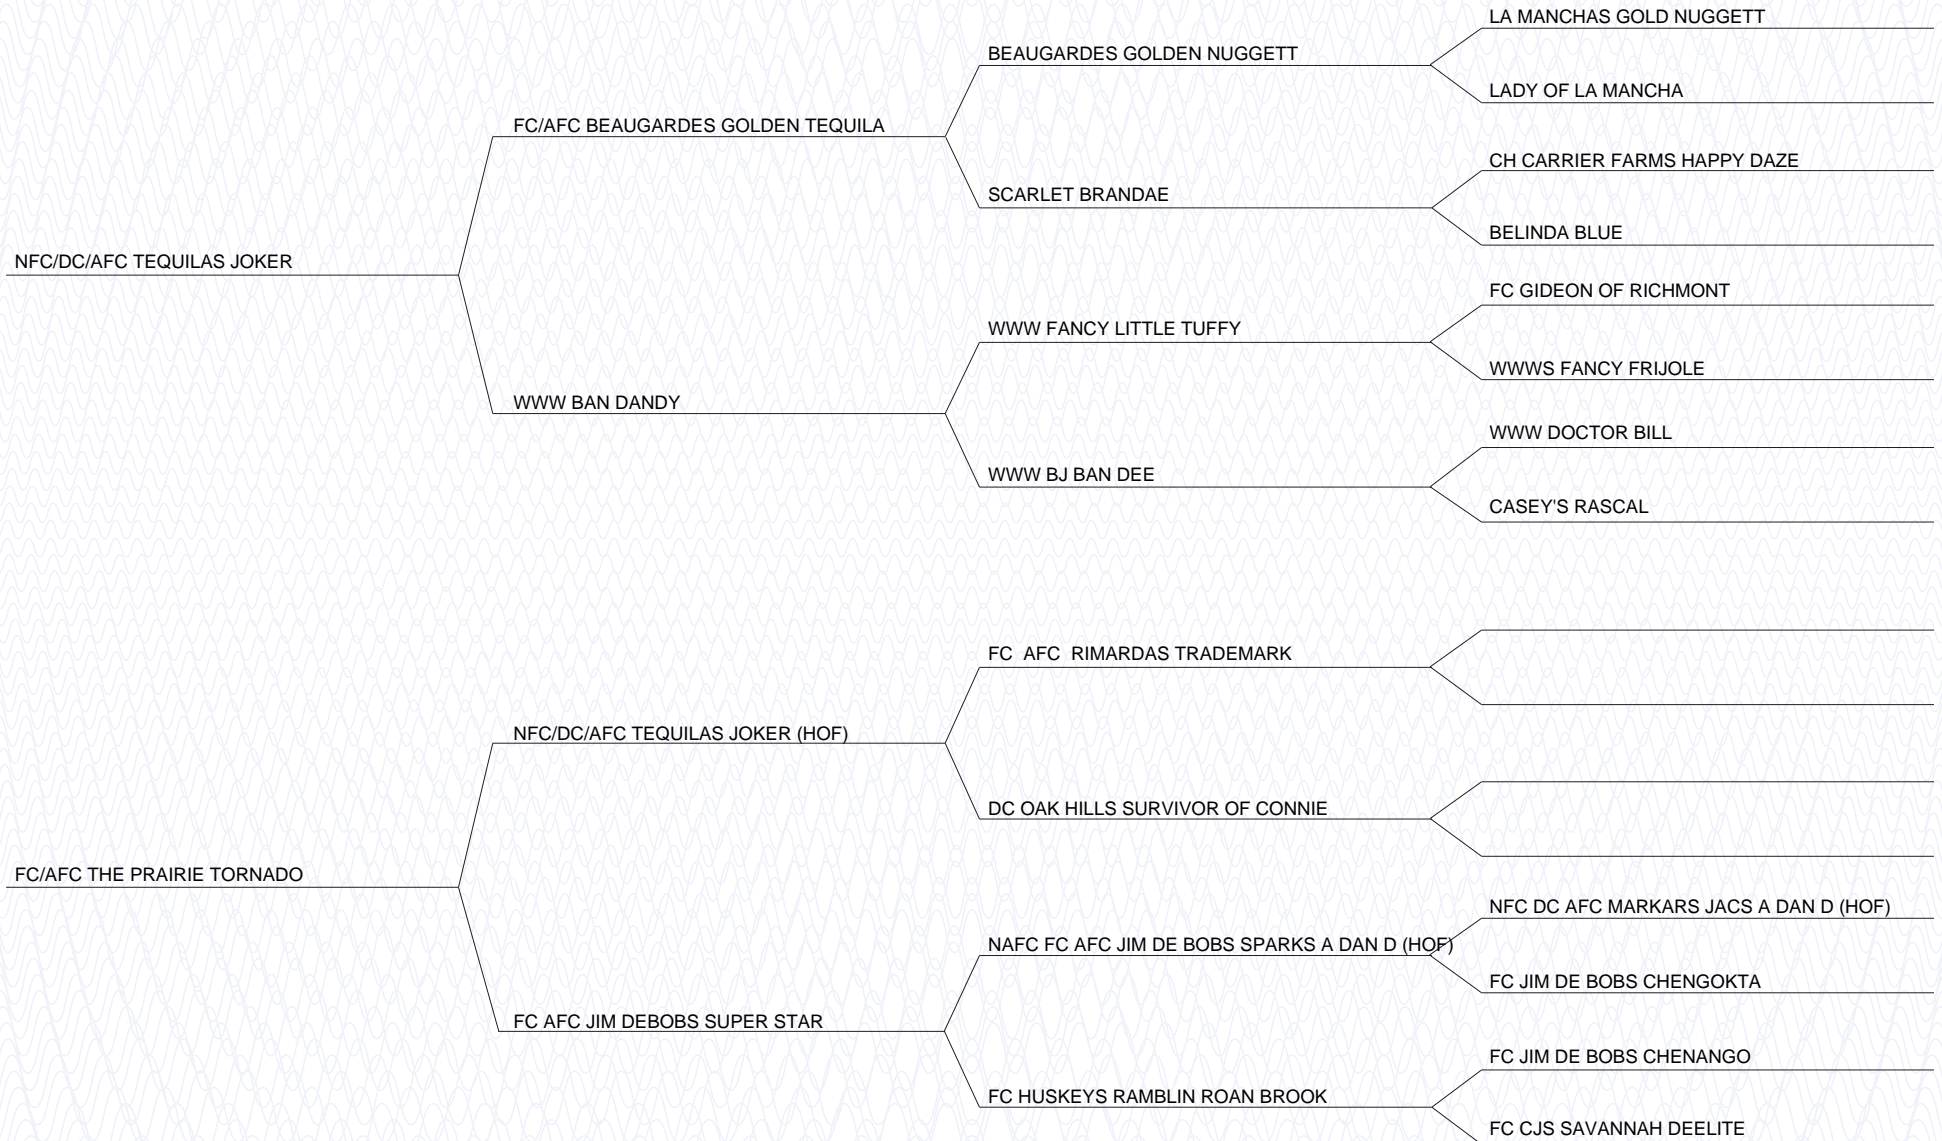 LA MANCHAS GOLD NUGGETT
BEAUGARDES GOLDEN NUGGETT
LADY OF LA MANCHA
FC/AFC BEAUGARDES GOLDEN TEQUILA
CH CARRIER FARMS HAPPY DAZE
SCARLET BRANDAE
BELINDA BLUE
NFC/DC/AFC TEQUILAS JOKER
FC GIDEON OF RICHMONT
WWW FANCY LITTLE TUFFY
WWWS FANCY FRIJOLE
WWW BAN DANDY
WWW DOCTOR BILL
WWW BJ BAN DEE
CASEY'S RASCAL
FC  AFC  RIMARDAS TRADEMARK
NFC/DC/AFC TEQUILAS JOKER (HOF)
DC OAK HILLS SURVIVOR OF CONNIE
FC/AFC THE PRAIRIE TORNADO
NFC DC AFC MARKARS JACS A DAN D (HOF)
NAFC FC AFC JIM DE BOBS SPARKS A DAN D (HOF)
FC JIM DE BOBS CHENGOKTA
FC AFC JIM DEBOBS SUPER STAR
FC JIM DE BOBS CHENANGO
FC HUSKEYS RAMBLIN ROAN BROOK
FC CJS SAVANNAH DEELITE